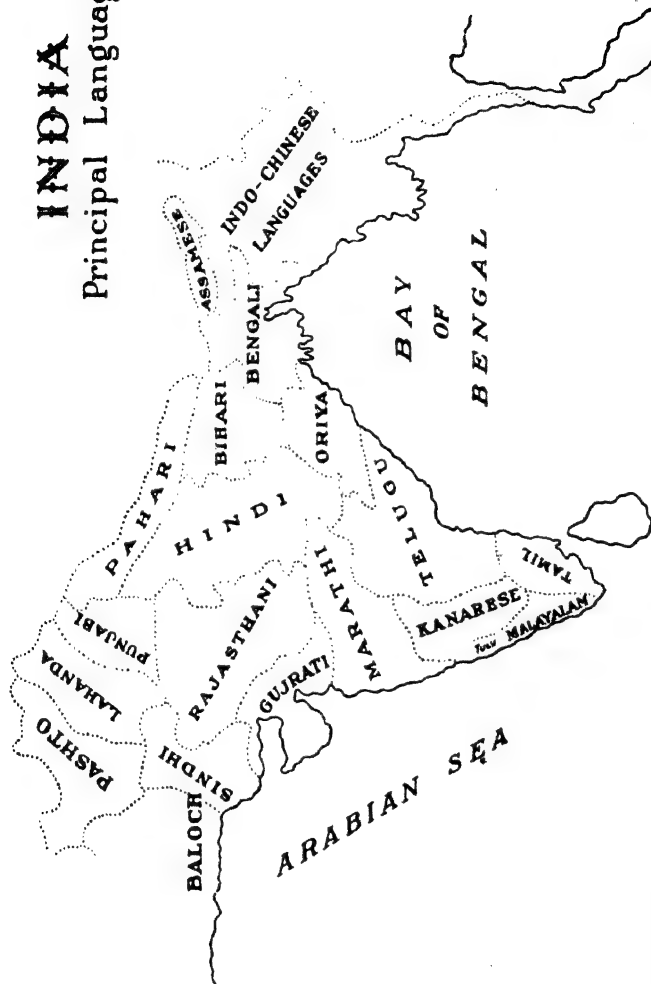 INDIA
Principal Languag
INDO-CHINESE
LANGUAGES
ASSAMESE
BENGALI
BIHARI
ORIYA
PAHARI
HINDI
TELUGU
PUNJABI
LAHANDA
PASHTO
RAJASTHANI
MARATHI
GUJRATI
SINDHI
BALOCH
KANARESE
TAMIL
Tulu
MALAYALAM
BAY
OF
BENGAL
ARABIAN SEA